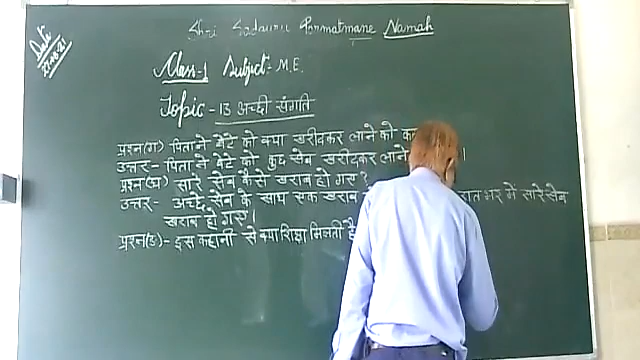 Shri Sadguru Parmatmane Namah
Date
Class-1 Subject- M.E.
Topic - 13 अच्छी संगति
प्रश्न(ग) पिता ने बेटे को क्या खरीदकर लाने को
उत्तर- पिता ने बेटे को कुछ सेब खरीदकर लाने
प्रश्न(घ) सारे सेब कैसे खराब हो गए?
उत्तर- अच्छे सेब के साथ एक खराब रात भर में सारे सेब
खराब हो गए।
प्रश्न(ङ)- इस कहानी से क्या शिक्षा मिलती है